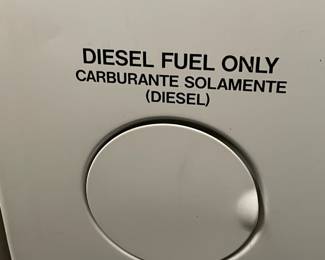 DIESEL FUEL ONLY
CARBURANTE SOLAMENTE
(DIESEL)